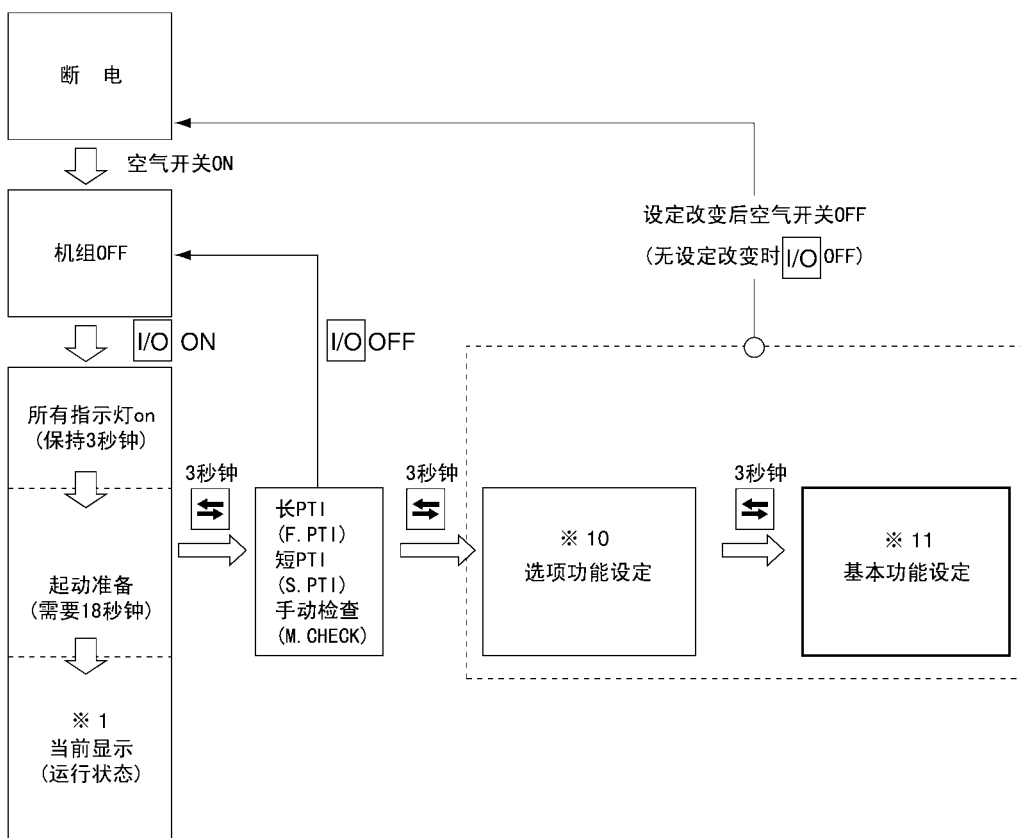 断 电
空气开关ON
机组OFF
I/O ON
I/O OFF
设定改变后空气开关OFF
(无设定改变时 I/O OFF)
所有指示灯on
(保持3秒钟)
起动准备
(需要18秒钟)
※ 1
当前显示
(运行状态)
3秒钟
长PTI
(F.PTI)
短PTI
(S.PTI)
手动检查
(M.CHECK)
3秒钟
※ 10
选项功能设定
3秒钟
※ 11
基本功能设定